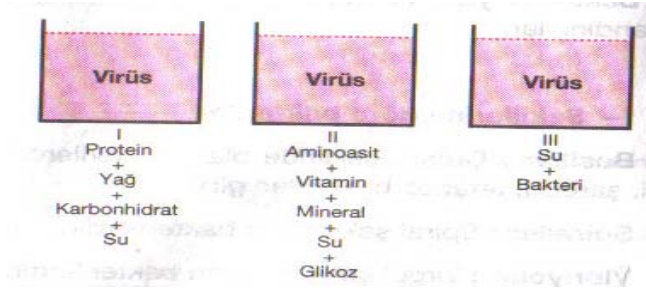 Virüs
Virüs
Virüs
I
Protein
+
Yağ
+
Karbonhidrat
+
Su
II
Aminoasit
+
Vitamin
+
Mineral
+
Su
+
Glikoz
III
Su
+
Bakteri